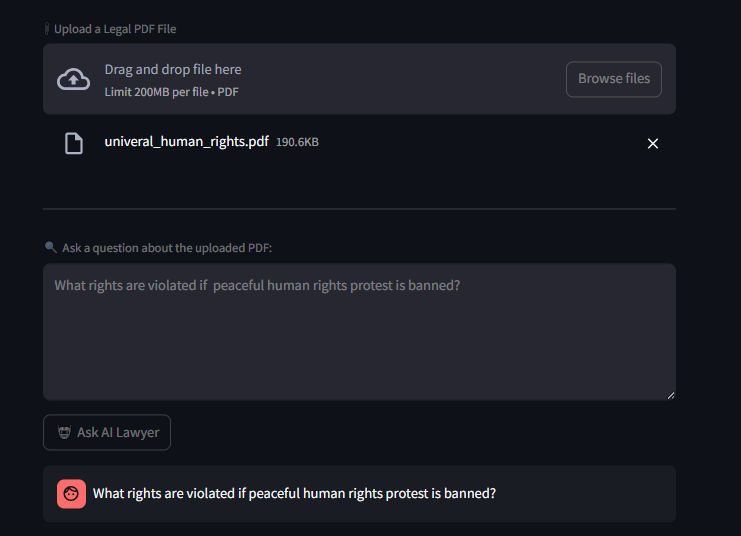 Upload a Legal PDF File
Drag and drop file here
Limit 200MB per file • PDF
Browse files
univeral_human_rights.pdf 190.6KB
Ask a question about the uploaded PDF:
What rights are violated if  peaceful human rights protest is banned?
Ask AI Lawyer
What rights are violated if peaceful human rights protest is banned?